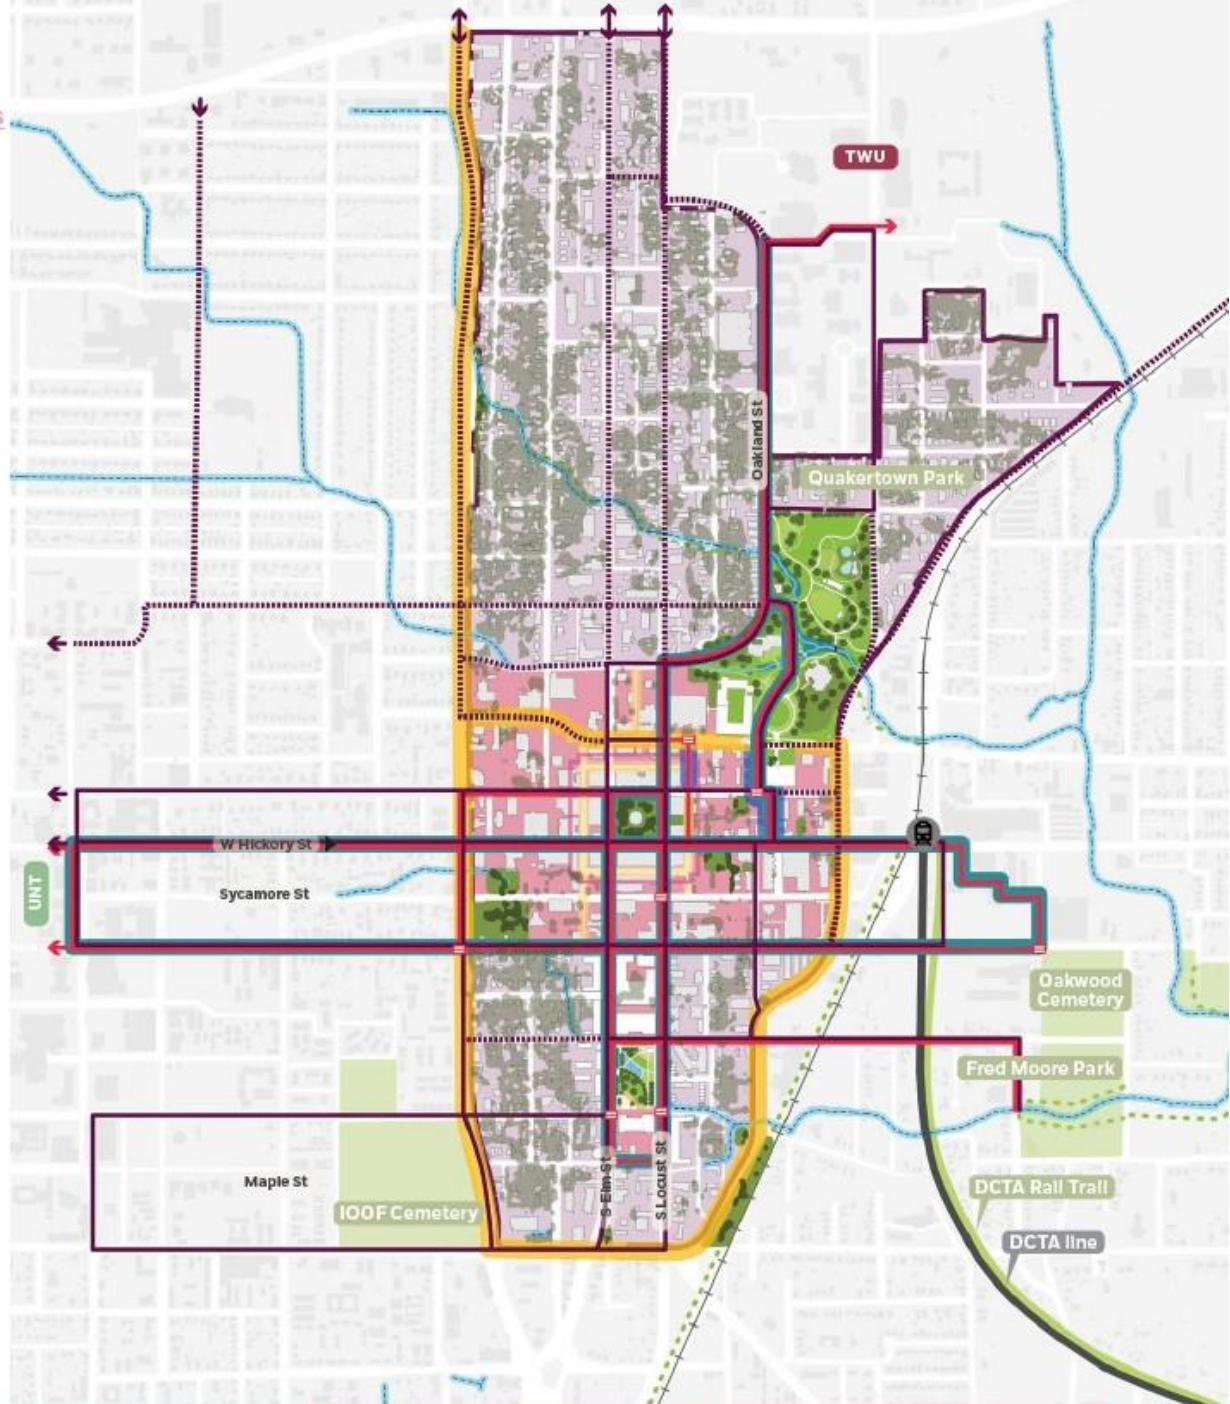 TWU
Oakland St
Quakertown Park
W Hickory St
UNT
Sycamore St
Oakwood
Cemetery
Fred Moore Park
Maple St
S Elm St
S Locust St
DCTA Rail Trail
IOOF Cemetery
DCTA line